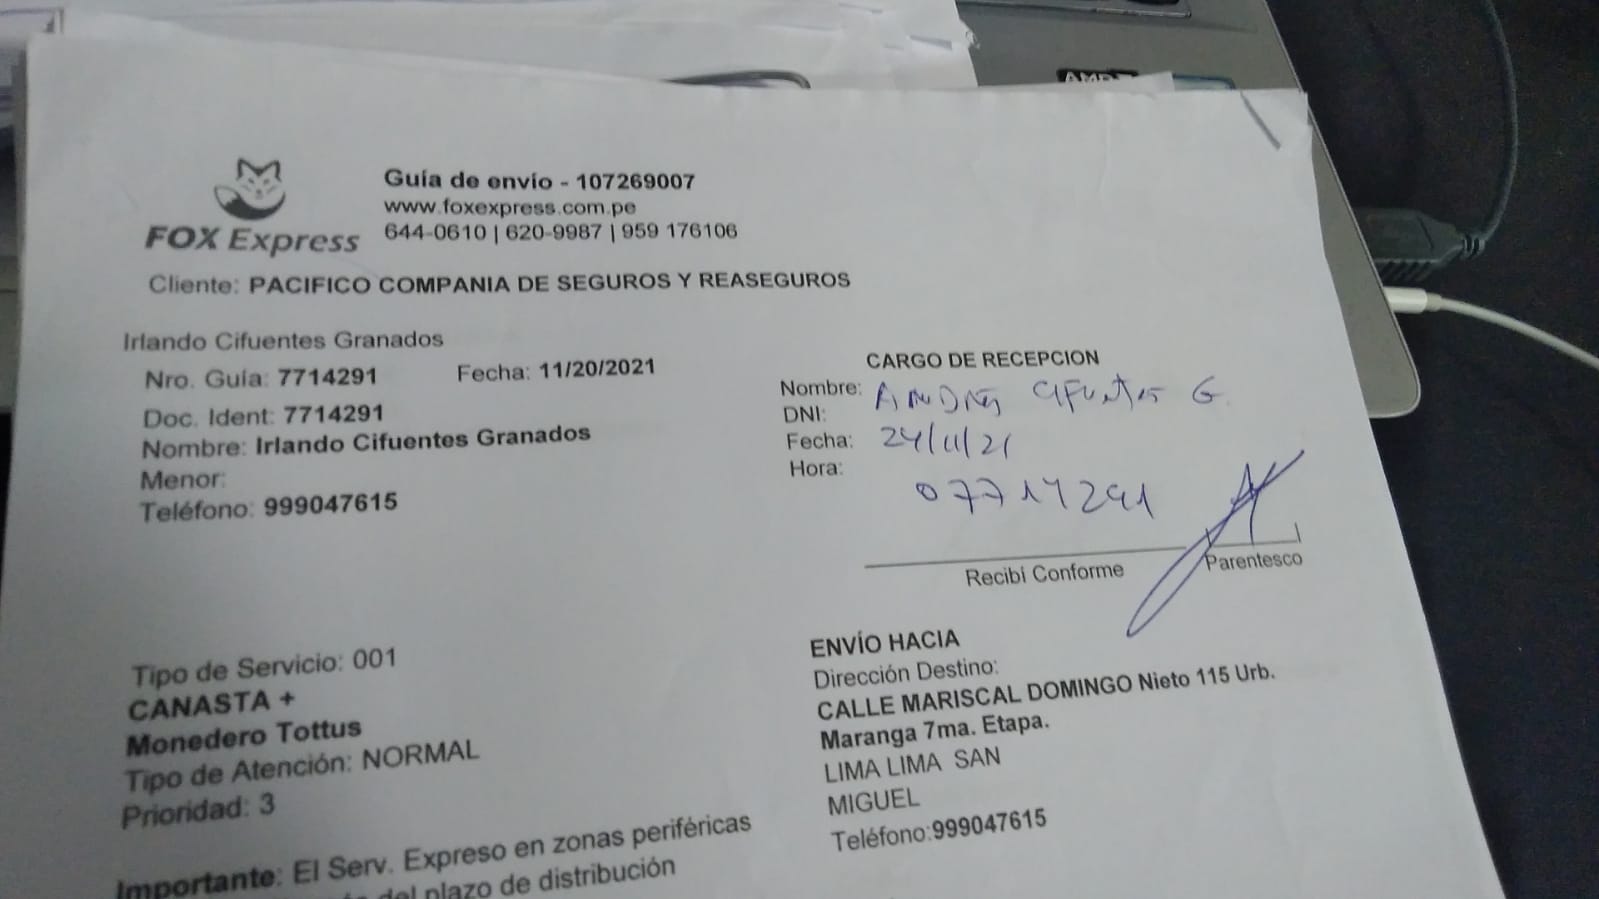 AMD
FOX Express
Guía de envío - 107269007
www.foxexpress.com.pe
644-0610 | 620-9987 | 959 176106
Cliente: PACIFICO COMPANIA DE SEGUROS Y REASEGUROS
Irlando Cifuentes Granados
Nro. Guía: 7714291 Fecha: 11/20/2021
Doc. Ident: 7714291
Nombre: Irlando Cifuentes Granados
Menor:
Teléfono: 999047615
CARGO DE RECEPCION
Nombre: ANDRES CIFUENTES G.
DNI:
Fecha: 24/11/21
Hora:
07714291
Recibí Conforme
Parentesco
Tipo de Servicio: 001
CANASTA +
Monedero Tottus
Tipo de Atención: NORMAL
Prioridad: 3
ENVÍO HACIA
Dirección Destino:
CALLE MARISCAL DOMINGO Nieto 115 Urb.
Maranga 7ma. Etapa.
LIMA LIMA SAN
MIGUEL
Teléfono:999047615
Importante: El Serv. Expreso en zonas periféricas
del plazo de distribución